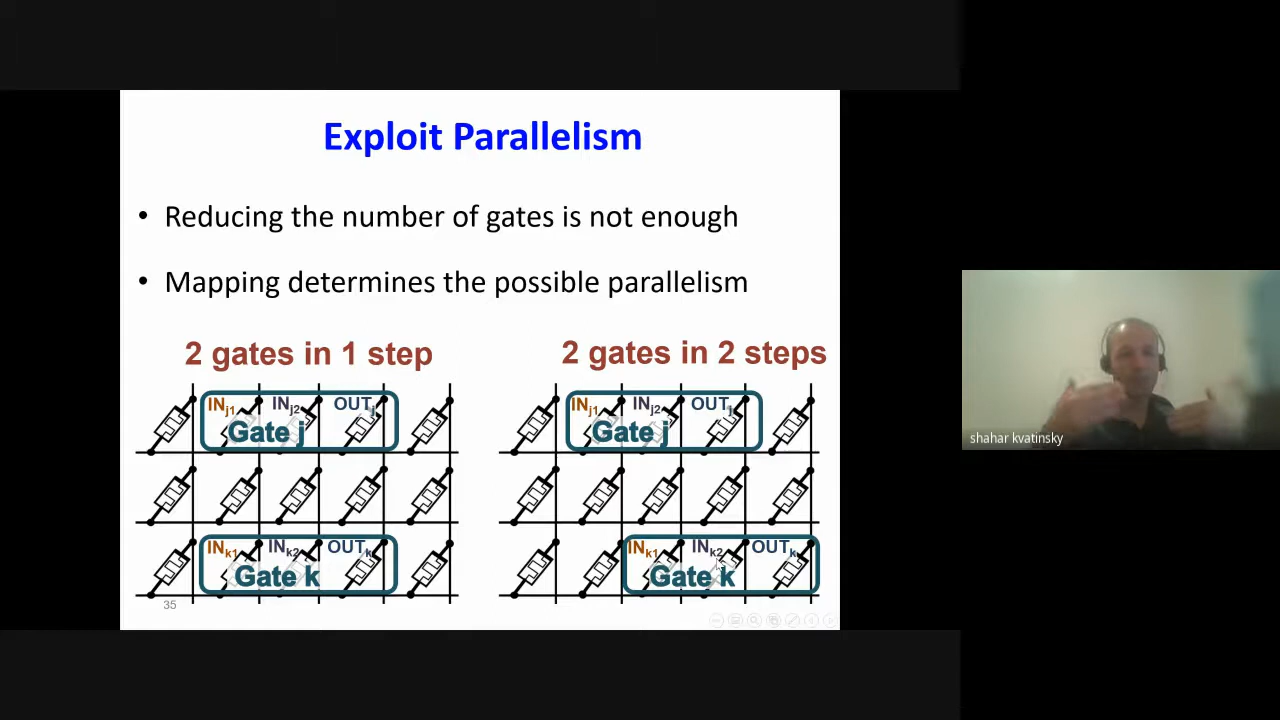 Exploit Parallelism
• Reducing the number of gates is not enough
• Mapping determines the possible parallelism
2 gates in 1 step
2 gates in 2 steps
INj1 INj2 OUTj
Gate j
INk1 INk2 OUTk
Gate k
INj1 INj2 OUTj
Gate j
INk1 INk2 OUTk
Gate k
35
shahar kvatinsky